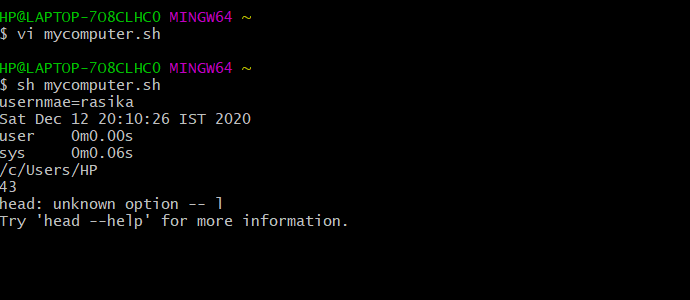 HP@LAPTOP-7O8CLHCO MINGW64 ~
$ vi mycomputer.sh
HP@LAPTOP-7O8CLHCO MINGW64 ~
$ sh mycomputer.sh
usernmae=rasika
Sat Dec 12 20:10:26 IST 2020
user    0m0.00s
sys     0m0.06s
/c/Users/HP
43
head: unknown option -- l
Try 'head --help' for more information.